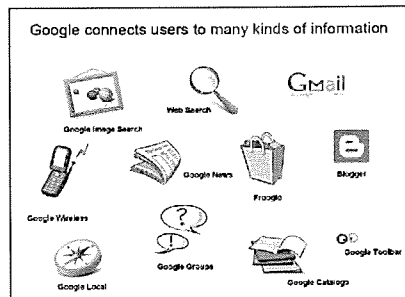 Google connects users to many kinds of information
GMail
Google Image Search
Web Search
Google News
Froogle
Blogger
Google Wireless
Google Local
Google Groups
Google Catalogs
Google Toolbar